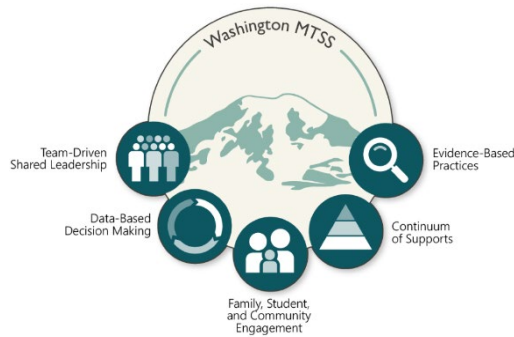 Washington MTSS
Team-Driven
Shared Leadership
Evidence-Based
Practices
Data-Based
Decision Making
Continuum
of Supports
Family, Student,
and Community
Engagement